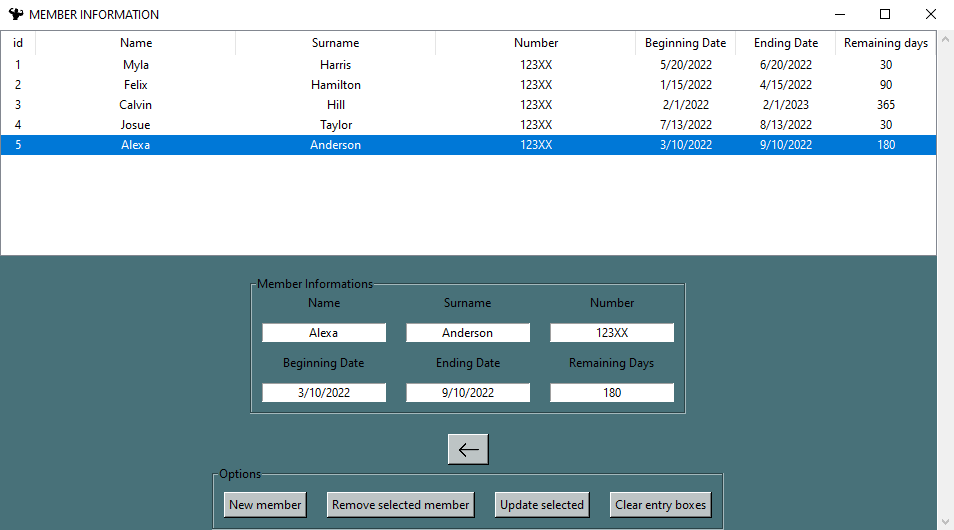 MEMBER INFORMATION
id Name Surname Number Beginning Date Ending Date Remaining days
1 Myla Harris 123XX 5/20/2022 6/20/2022 30
2 Felix Hamilton 123XX 1/15/2022 4/15/2022 90
3 Calvin Hill 123XX 2/1/2022 2/1/2023 365
4 Josue Taylor 123XX 7/13/2022 8/13/2022 30
5 Alexa Anderson 123XX 3/10/2022 9/10/2022 180
Member Informations
Name Surname Number
Alexa Anderson 123XX
Beginning Date Ending Date Remaining Days
3/10/2022 9/10/2022 180
Options
New member Remove selected member Update selected Clear entry boxes